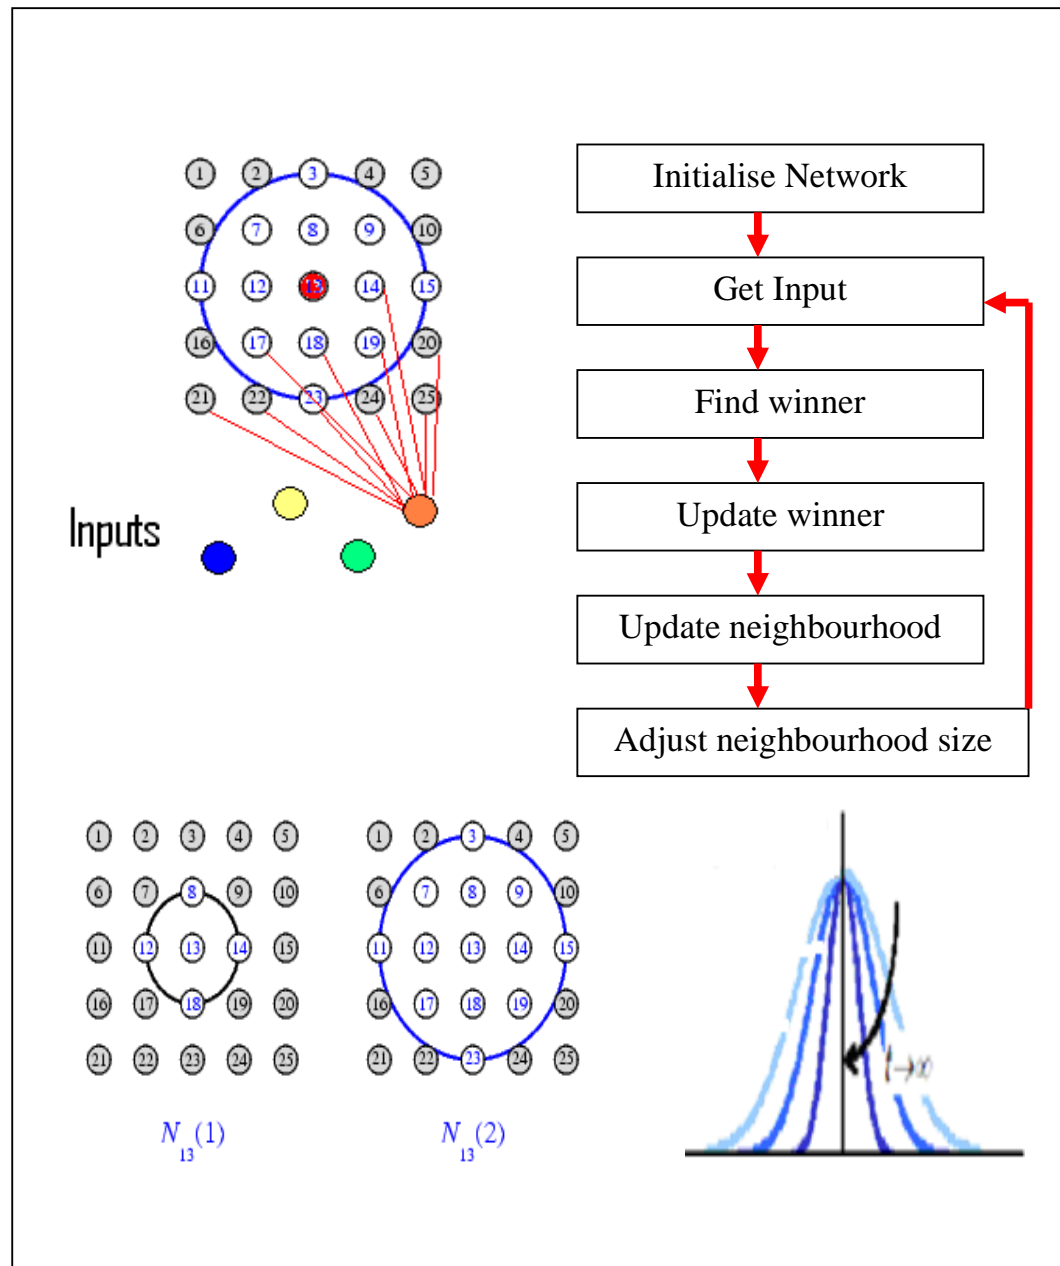 1 2 3 4 5
6 7 8 9 10
11 12 13 14 15
16 17 18 19 20
21 22 23 24 25
Inputs
Initialise Network
Get Input
Find winner
Update winner
Update neighbourhood
Adjust neighbourhood size
1 2 3 4 5
6 7 8 9 10
11 12 13 14 15
16 17 18 19 20
21 22 23 24 25
N13(1)
1 2 3 4 5
6 7 8 9 10
11 12 13 14 15
16 17 18 19 20
21 22 23 24 25
N13(2)
t→∞